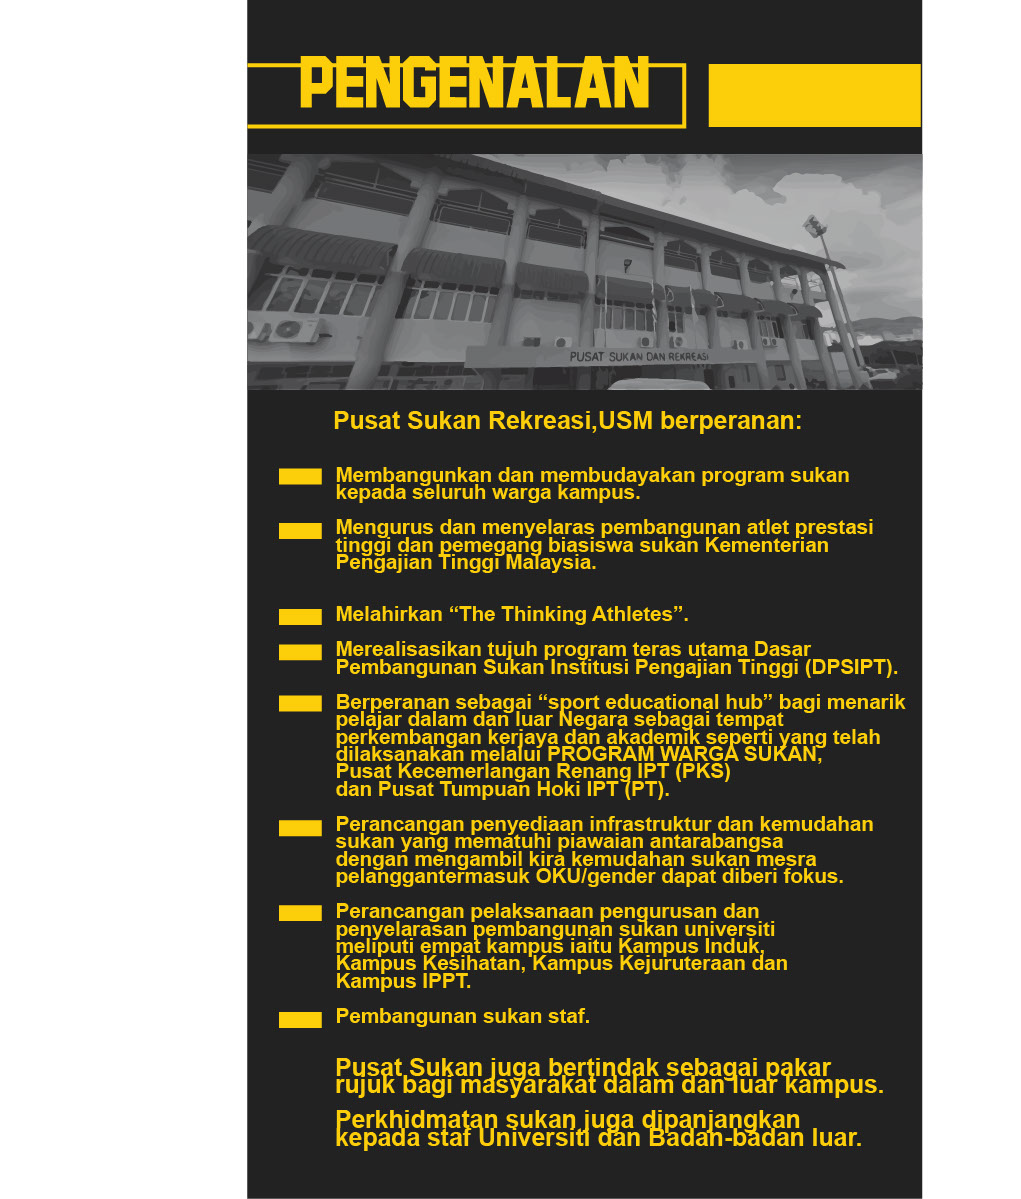 PENGENALAN
PUSAT SUKAN DAN REKREASI
Pusat Sukan Rekreasi,USM berperanan:
Membangunkan dan membudayakan program sukan
kepada seluruh warga kampus.
Mengurus dan menyelaras pembangunan atlet prestasi
tinggi dan pemegang biasiswa sukan Kementerian
Pengajian Tinggi Malaysia.
Melahirkan “The Thinking Athletes”.
Merealisasikan tujuh program teras utama Dasar
Pembangunan Sukan Institusi Pengajian Tinggi (DPSIPT).
Berperanan sebagai “sport educational hub” bagi menarik
pelajar dalam dan luar Negara sebagai tempat
perkembangan kerjaya dan akademik seperti yang telah
dilaksanakan melalui PROGRAM WARGA SUKAN,
Pusat Kecemerlangan Renang IPT (PKS)
dan Pusat Tumpuan Hoki IPT (PT).
Perancangan penyediaan infrastruktur dan kemudahan
sukan yang mematuhi piawaian antarabangsa
dengan mengambil kira kemudahan sukan mesra
pelanggantermasuk OKU/gender dapat diberi fokus.
Perancangan pelaksanaan pengurusan dan
penyelarasan pembangunan sukan universiti
meliputi empat kampus iaitu Kampus Induk,
Kampus Kesihatan, Kampus Kejuruteraan dan
Kampus IPPT.
Pembangunan sukan staf.
Pusat Sukan juga bertindak sebagai pakar
rujuk bagi masyarakat dalam dan luar kampus.
Perkhidmatan sukan juga dipanjangkan
kepada staf Universiti dan Badan-badan luar.